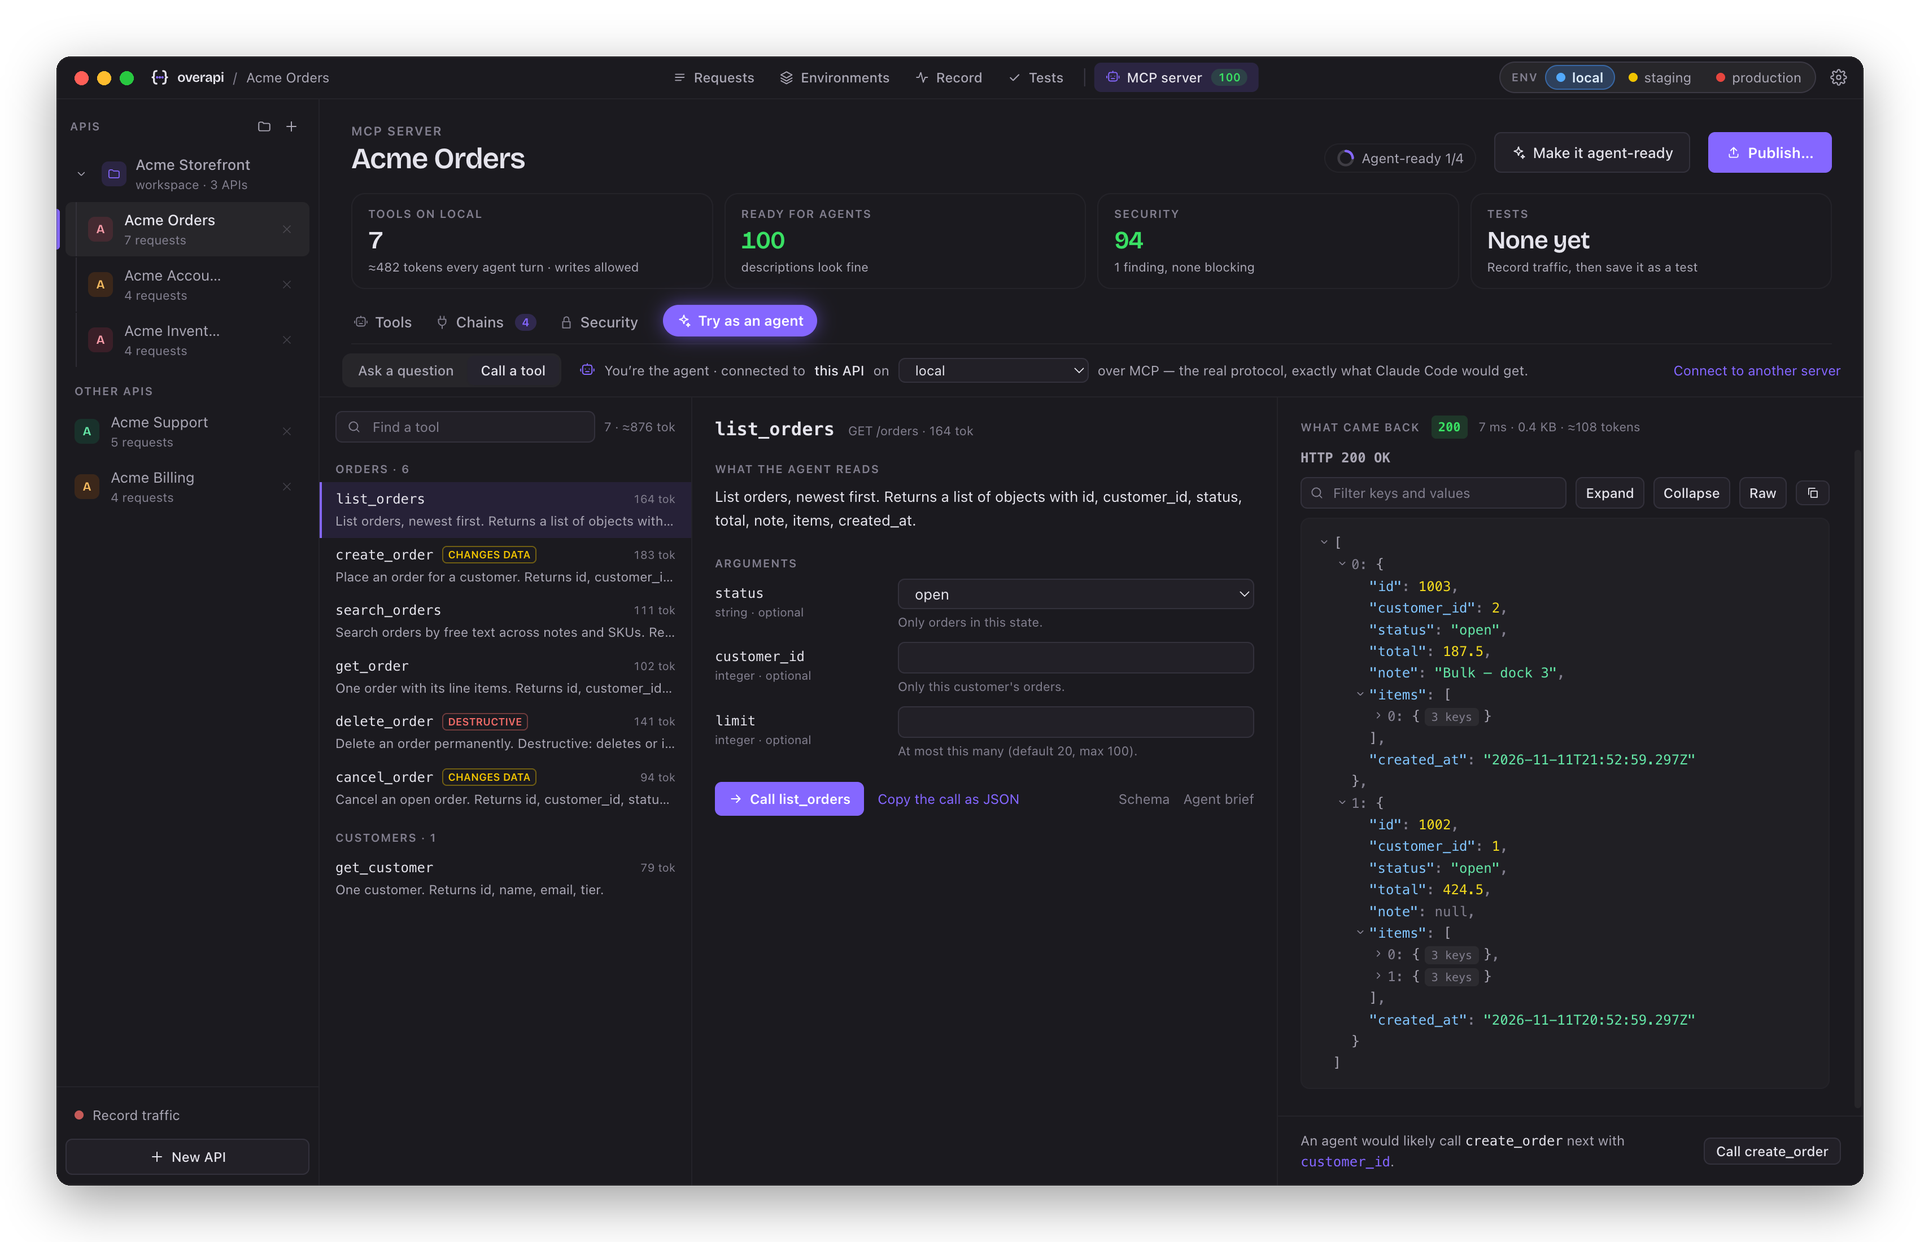 overapi / Acme Orders
Requests
Environments
Record
Tests
MCP server 100
ENV local staging production
APIS
Acme Storefront
workspace · 3 APIs
A Acme Orders
7 requests
A Acme Accou...
4 requests
A Acme Invent...
4 requests
OTHER APIS
A Acme Support
5 requests
A Acme Billing
4 requests
Record traffic
+ New API
MCP SERVER
Acme Orders
Agent-ready 1/4
Make it agent-ready
Publish...
TOOLS ON LOCAL
7
≈482 tokens every agent turn · writes allowed
READY FOR AGENTS
100
descriptions look fine
SECURITY
94
1 finding, none blocking
TESTS
None yet
Record traffic, then save it as a test
Tools
Chains 4
Security
Try as an agent
Ask a question
Call a tool
You're the agent · connected to this API on local over MCP — the real protocol, exactly what Claude Code would get.
Connect to another server
Find a tool
7 · ≈876 tok
ORDERS · 6
list_orders 164 tok
List orders, newest first. Returns a list of objects with...
create_order CHANGES DATA 183 tok
Place an order for a customer. Returns id, customer_i...
search_orders 111 tok
Search orders by free text across notes and SKUs. Re...
get_order 102 tok
One order with its line items. Returns id, customer_id...
delete_order DESTRUCTIVE 141 tok
Delete an order permanently. Destructive: deletes or i...
cancel_order CHANGES DATA 94 tok
Cancel an open order. Returns id, customer_id, statu...
CUSTOMERS · 1
get_customer 79 tok
One customer. Returns id, name, email, tier.
list_orders GET /orders · 164 tok
WHAT THE AGENT READS
List orders, newest first. Returns a list of objects with id, customer_id, status,
total, note, items, created_at.
ARGUMENTS
status open
string · optional
Only orders in this state.
customer_id
integer · optional
Only this customer's orders.
limit
integer · optional
At most this many (default 20, max 100).
Call list_orders
Copy the call as JSON
Schema
Agent brief
WHAT CAME BACK 200 7 ms · 0.4 KB · ≈108 tokens
HTTP 200 OK
Filter keys and values
Expand
Collapse
Raw
[
0: {
"id": 1003,
"customer_id": 2,
"status": "open",
"total": 187.5,
"note": "Bulk — dock 3",
"items": [
0: { 3 keys }
],
"created_at": "2026-11-11T21:52:59.297Z"
},
1: {
"id": 1002,
"customer_id": 1,
"status": "open",
"total": 424.5,
"note": null,
"items": [
0: { 3 keys },
1: { 3 keys }
],
"created_at": "2026-11-11T20:52:59.297Z"
}
]
An agent would likely call create_order next with
customer_id.
Call create_order